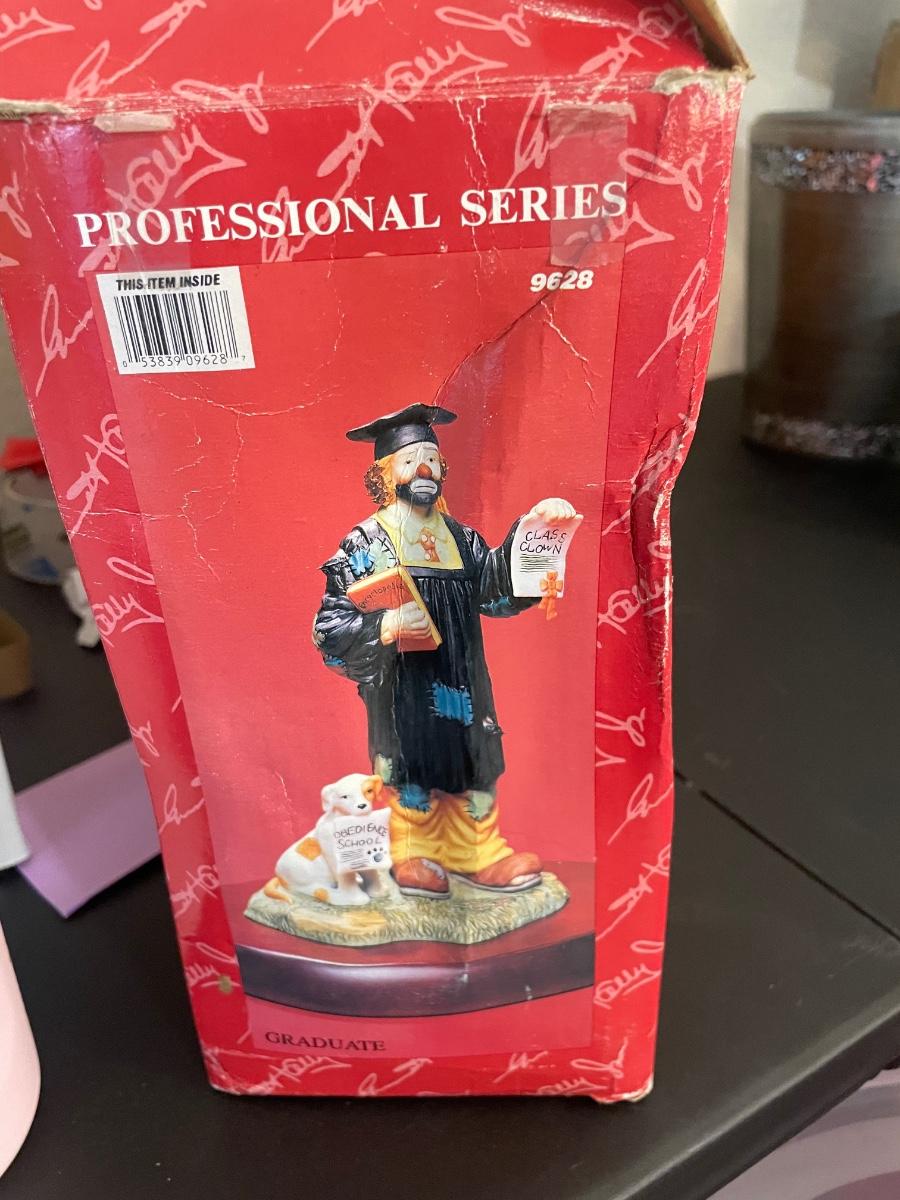 PROFESSIONAL SERIES
THIS ITEM INSIDE
9628
0 53839 09628 7
CLASS
CLOWN
OBEDIENCE
SCHOOL
GRADUATE